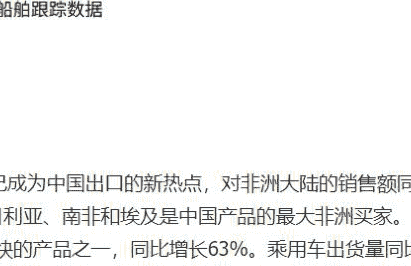 船舶跟踪数据
已成为中国出口的新热点，对非洲大陆的销售额同
利亚、南非和埃及是中国产品的最大非洲买家。
快的产品之一，同比增长63%。乘用车出货量同比